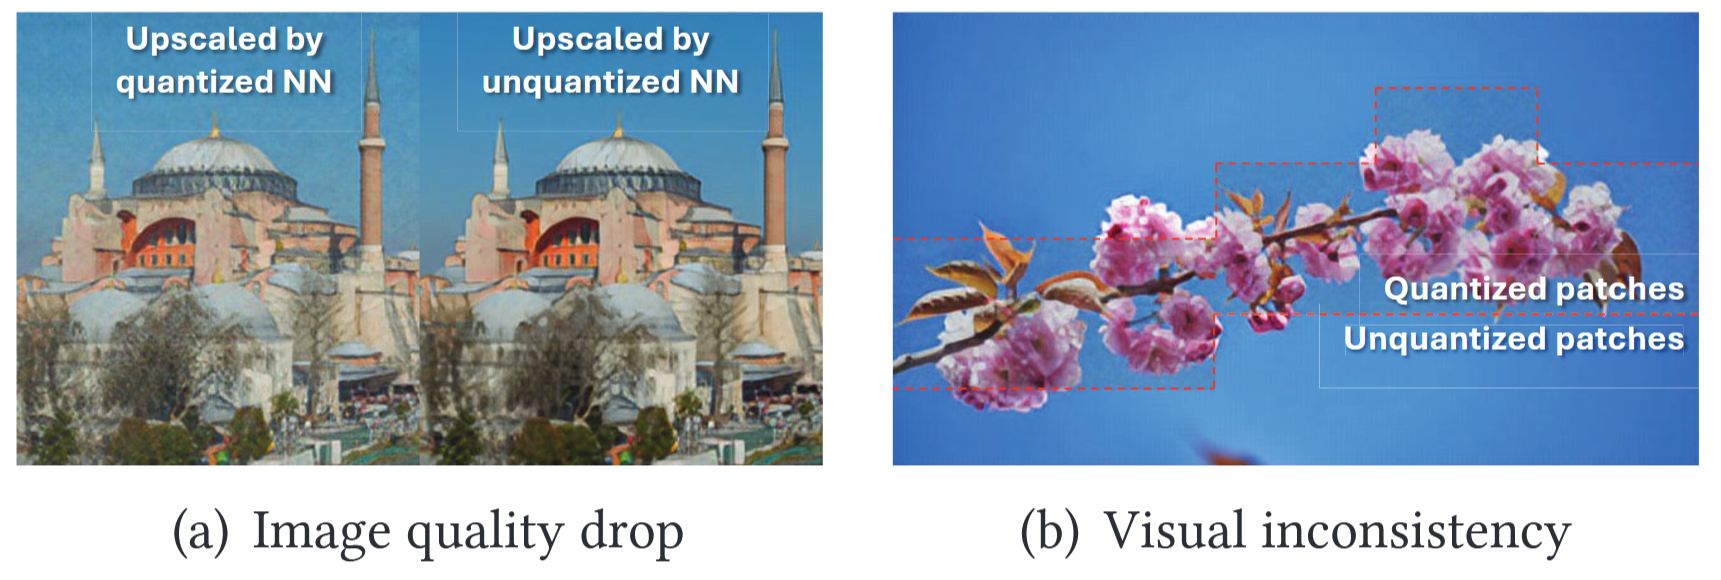 Upscaled by
quantized NN
Upscaled by
unquantized NN
Quantized patches
Unquantized patches
(a) Image quality drop
(b) Visual inconsistency